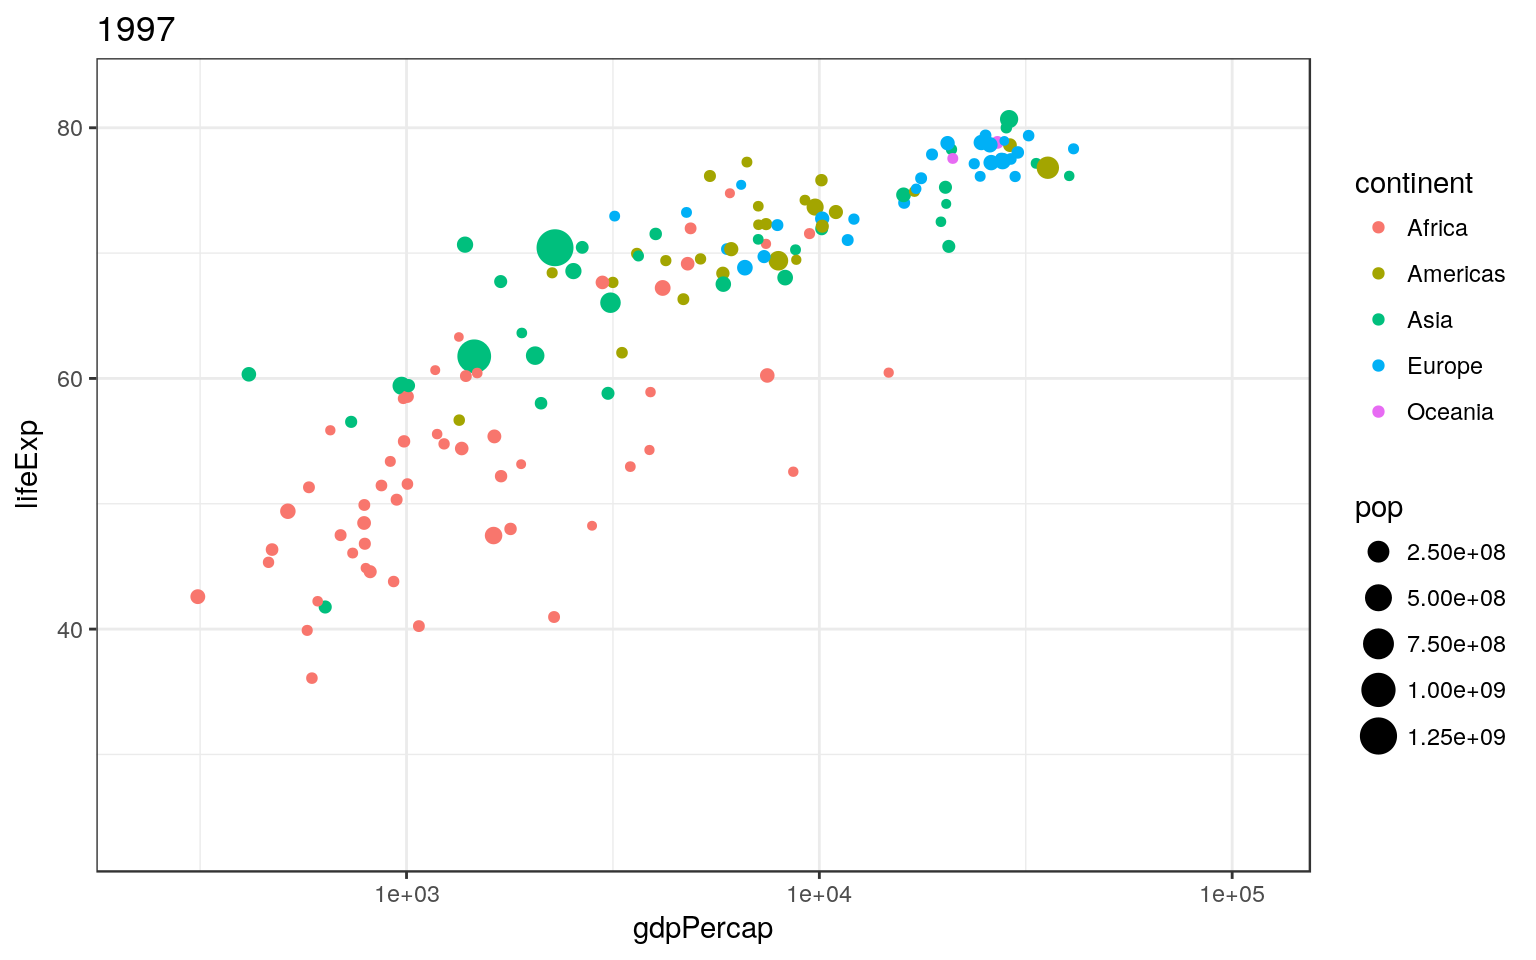 1997
80
60
40
lifeExp
1e+03
1e+04
1e+05
gdpPercap
continent
Africa
Americas
Asia
Europe
Oceania
pop
2.50e+08
5.00e+08
7.50e+08
1.00e+09
1.25e+09